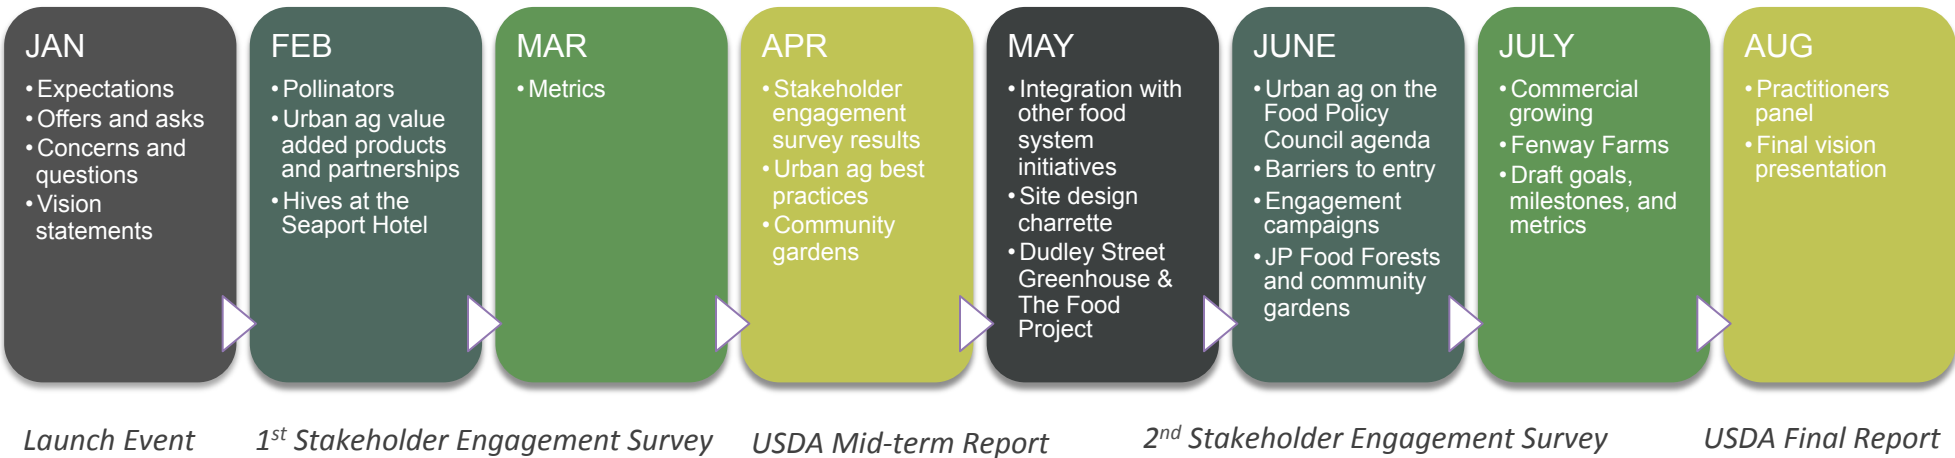 JAN
• Expectations
• Offers and asks
• Concerns and
questions
• Vision
statements
FEB
• Pollinators
• Urban ag value
added products
and partnerships
• Hives at the
Seaport Hotel
MAR
• Metrics
APR
• Stakeholder
engagement
survey results
• Urban ag best
practices
• Community
gardens
MAY
• Integration with
other food
system
initiatives
• Site design
charrette
• Dudley Street
Greenhouse &
The Food
Project
JUNE
• Urban ag on the
Food Policy
Council agenda
• Barriers to entry
• Engagement
campaigns
• JP Food Forests
and community
gardens
JULY
• Commercial
growing
• Fenway Farms
• Draft goals,
milestones, and
metrics
AUG
• Practitioners
panel
• Final vision
presentation
Launch Event
1st Stakeholder Engagement Survey
USDA Mid-term Report
2nd Stakeholder Engagement Survey
USDA Final Report